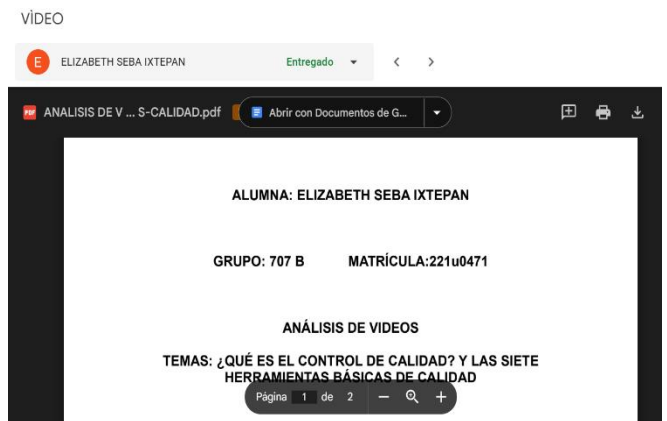 VÌDEO
E ELIZABETH SEBA IXTEPAN Entregado
PDF ANALISIS DE V ... S-CALIDAD.pdf Abrir con Documentos de G...
ALUMNA: ELIZABETH SEBA IXTEPAN
GRUPO: 707 B MATRÍCULA:221u0471
ANÁLISIS DE VIDEOS
TEMAS: ¿QUÉ ES EL CONTROL DE CALIDAD? Y LAS SIETE
HERRAMIENTAS BÁSICAS DE CALIDAD
Página 1 de 2